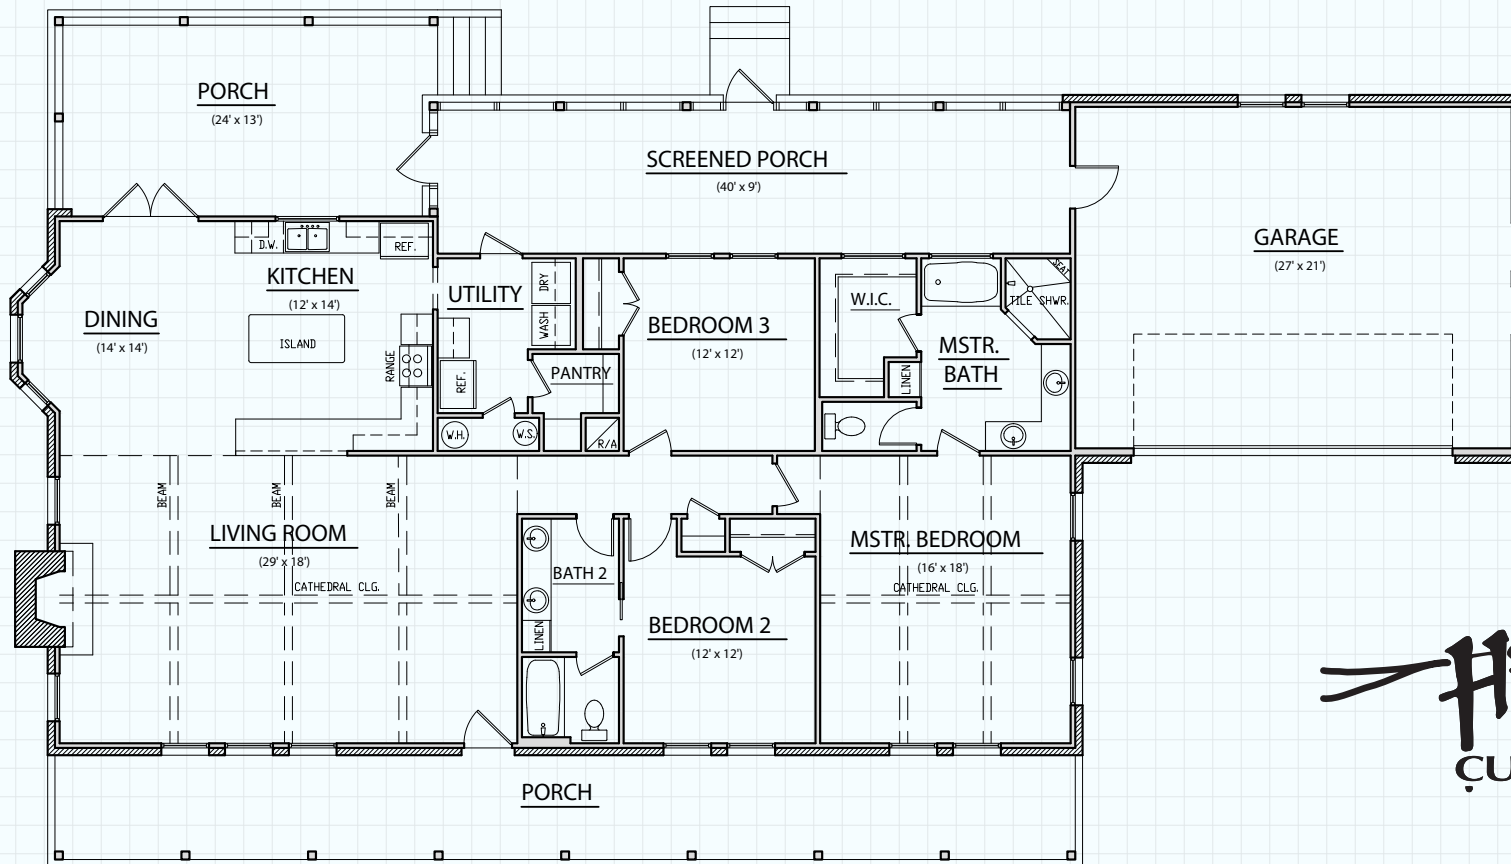 PORCH
(24' x 13')
SCREENED PORCH
(40' x 9')
GARAGE
(27' x 21')
D.W.
REF.
KITCHEN
(12' x 14')
DINING
(14' x 14')
ISLAND
RANGE
UTILITY
DRY
WASH
REF.
PANTRY
W.H.
W.S.
R/A
BEDROOM 3
(12' x 12')
W.I.C.
LINEN
MSTR.
BATH
SEAT
TILE SHWR.
BEAM
BEAM
BEAM
LIVING ROOM
(29' x 18')
CATHEDRAL CLG.
BATH 2
LINEN
BEDROOM 2
(12' x 12')
MSTR. BEDROOM
(16' x 18')
CATHEDRAL CLG.
PORCH